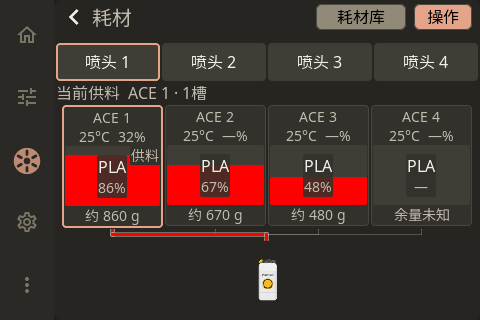 耗材
耗材库
操作
喷头 1
喷头 2
喷头 3
喷头 4
当前供料 ACE 1 · 1槽
ACE 1
25°C 32%
供料
PLA
86%
约 860 g
ACE 2
25°C —%
PLA
67%
约 670 g
ACE 3
25°C —%
PLA
48%
约 480 g
ACE 4
25°C —%
PLA
—
余量未知